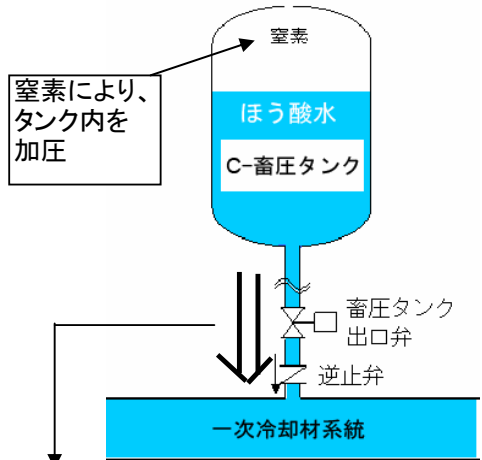 窒素
窒素により、
タンク内を
加圧
ほう酸水
C-畜圧タンク
畜圧タンク
出口弁
逆止弁
一次冷却材系統